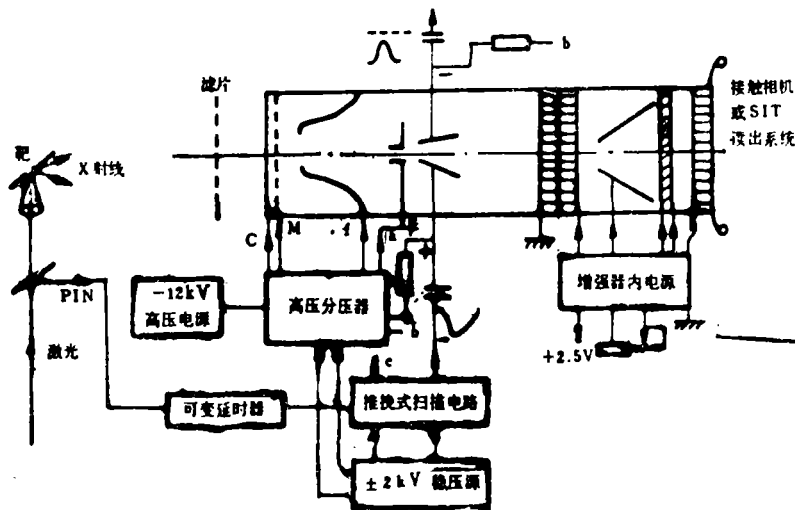 b
滤片
接触相机
或SIT
读出系统
靶
X射线
C
M
f
PIN
-12kV
高压电源
高压分压器
增强器内电源
激光
c
+2.5V
可变延时器
推挽式扫描电路
±2kV 稳压源